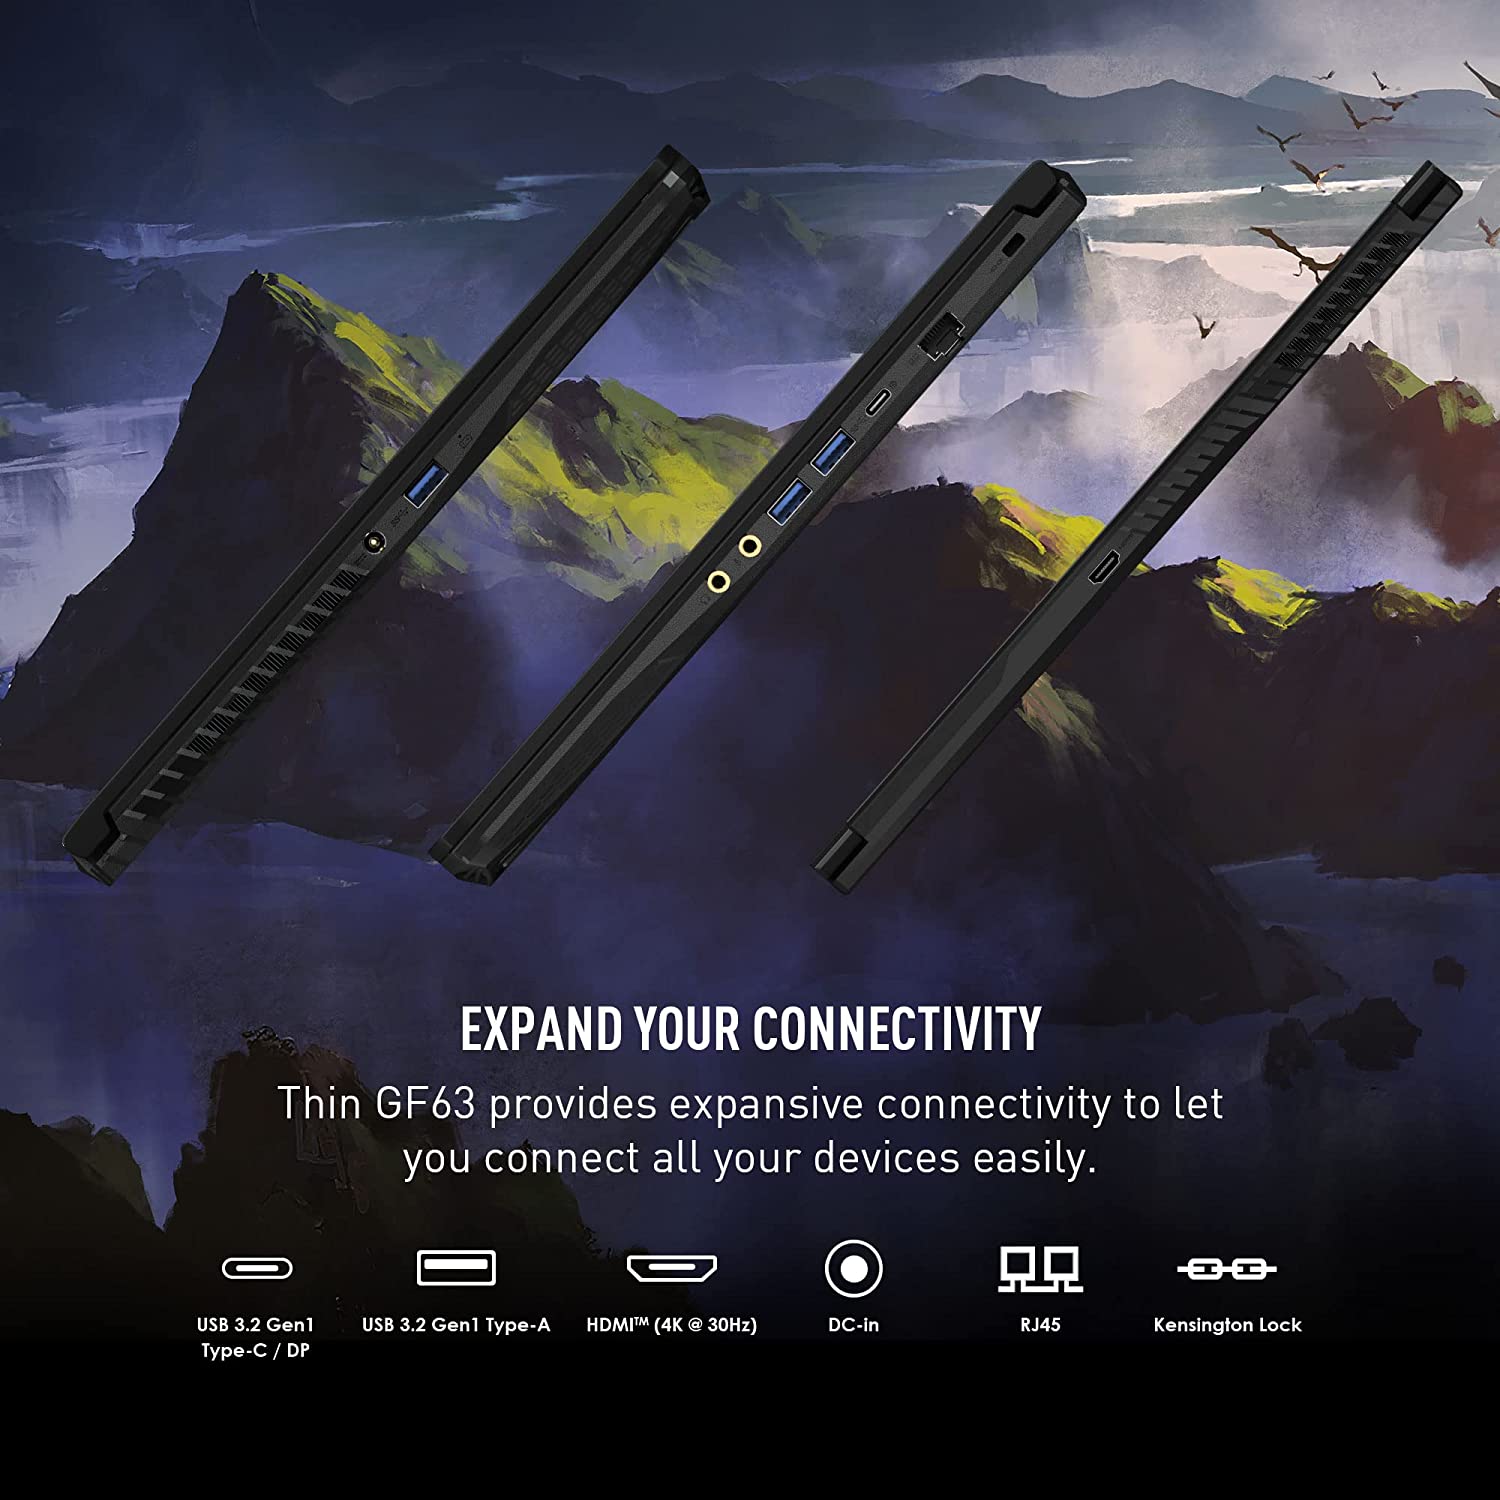 EXPAND YOUR CONNECTIVITY
Thin GF63 provides expansive connectivity to let
you connect all your devices easily.
USB 3.2 Gen1
Type-C / DP
USB 3.2 Gen1 Type-A
HDMI™ (4K @ 30Hz)
DC-in
RJ45
Kensington Lock